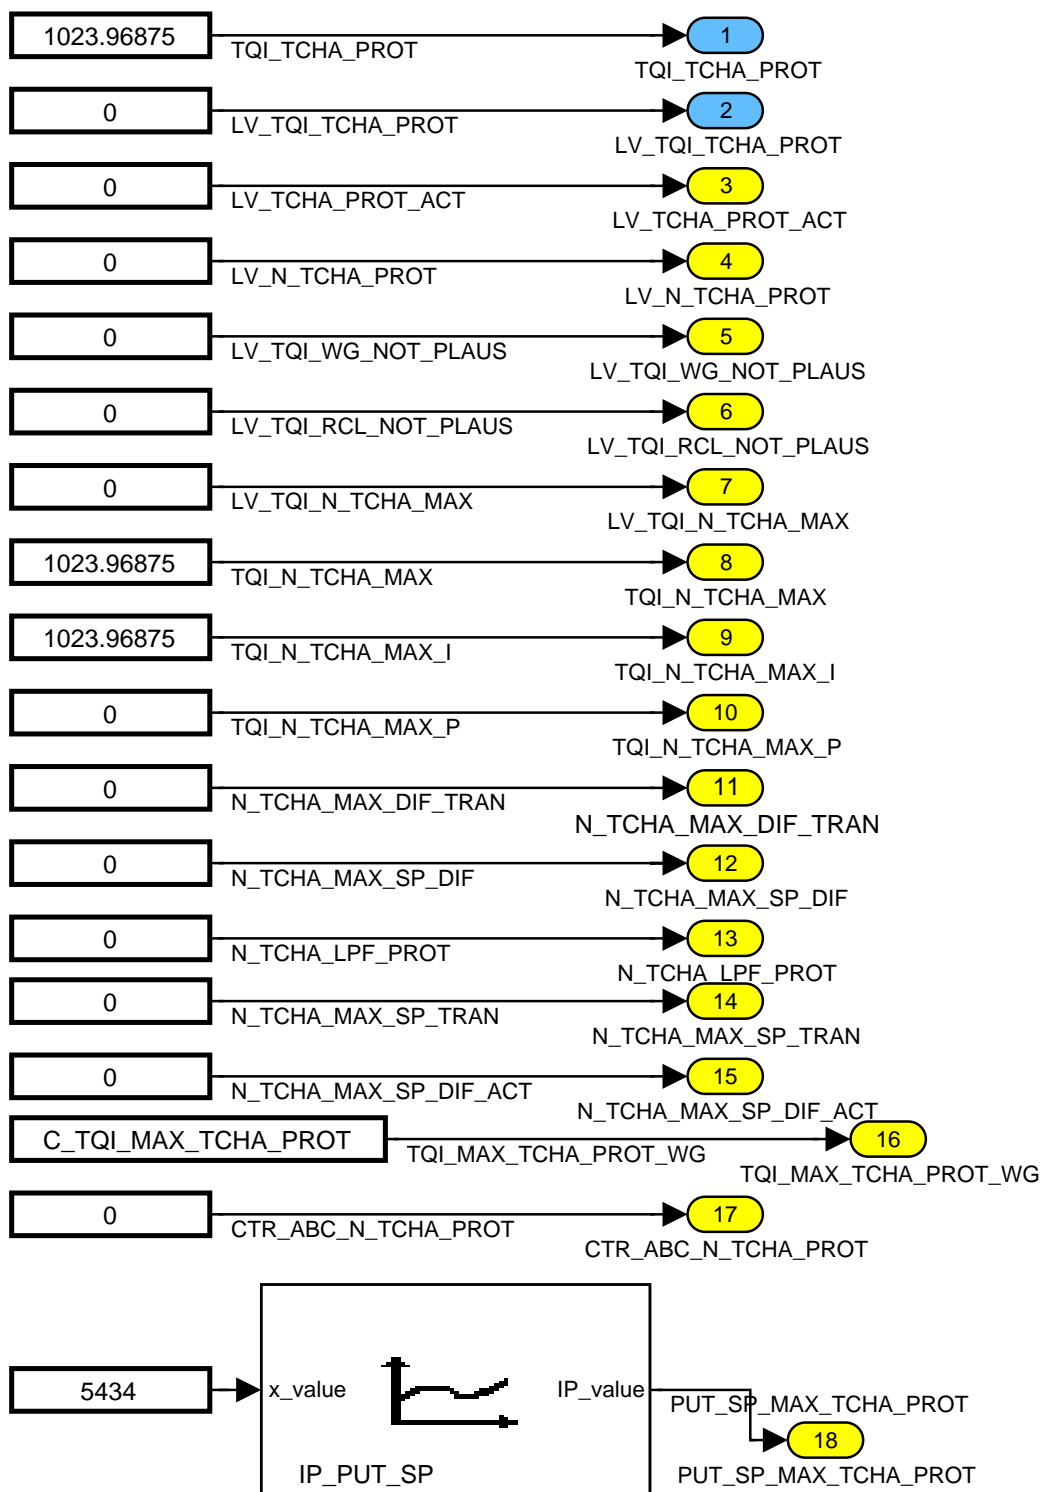 1023.96875
TQI_TCHA_PROT
1
TQI_TCHA_PROT
0
LV_TQI_TCHA_PROT
2
LV_TQI_TCHA_PROT
0
LV_TCHA_PROT_ACT
3
LV_TCHA_PROT_ACT
0
LV_N_TCHA_PROT
4
LV_N_TCHA_PROT
0
LV_TQI_WG_NOT_PLAUS
5
LV_TQI_WG_NOT_PLAUS
0
LV_TQI_RCL_NOT_PLAUS
6
LV_TQI_RCL_NOT_PLAUS
0
LV_TQI_N_TCHA_MAX
7
LV_TQI_N_TCHA_MAX
1023.96875
TQI_N_TCHA_MAX
8
TQI_N_TCHA_MAX
1023.96875
TQI_N_TCHA_MAX_I
9
TQI_N_TCHA_MAX_I
0
TQI_N_TCHA_MAX_P
10
TQI_N_TCHA_MAX_P
0
N_TCHA_MAX_DIF_TRAN
11
N_TCHA_MAX_DIF_TRAN
0
N_TCHA_MAX_SP_DIF
12
N_TCHA_MAX_SP_DIF
0
N_TCHA_LPF_PROT
13
N_TCHA_LPF_PROT
0
N_TCHA_MAX_SP_TRAN
14
N_TCHA_MAX_SP_TRAN
0
N_TCHA_MAX_SP_DIF_ACT
15
N_TCHA_MAX_SP_DIF_ACT
C_TQI_MAX_TCHA_PROT
TQI_MAX_TCHA_PROT_WG
16
TQI_MAX_TCHA_PROT_WG
0
CTR_ABC_N_TCHA_PROT
17
CTR_ABC_N_TCHA_PROT
5434
x_value
IP_value
IP_PUT_SP
PUT_SP_MAX_TCHA_PROT
18
PUT_SP_MAX_TCHA_PROT